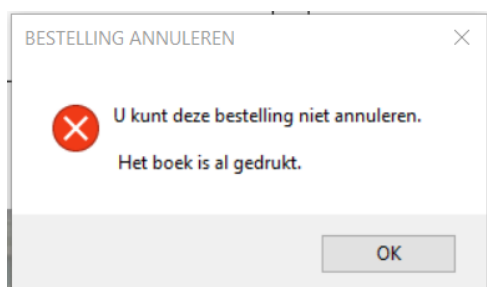 BESTELLING ANNULEREN
U kunt deze bestelling niet annuleren.
Het boek is al gedrukt.
OK